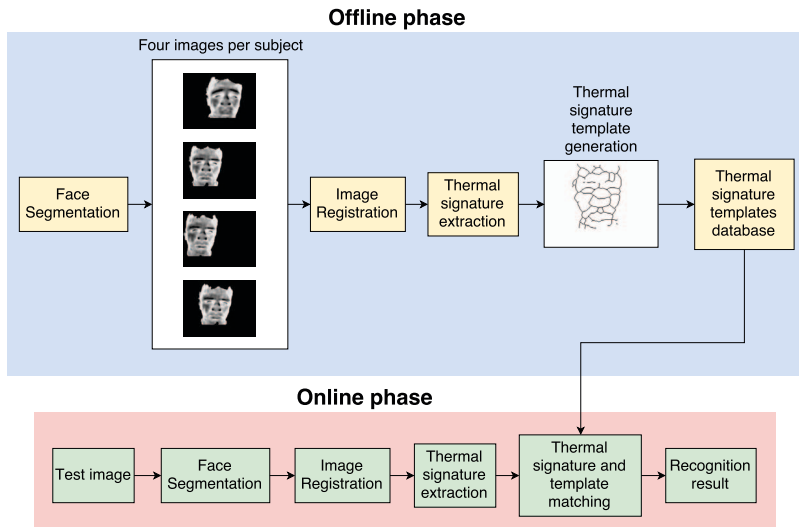 Offline phase
Four images per subject
Thermal
signature
template
generation
Face
Segmentation
Image
Registration
Thermal
signature
extraction
Thermal
signature
templates
database
Online phase
Test image
Face
Segmentation
Image
Registration
Thermal
signature
extraction
Thermal
signature and
template
matching
Recognition
result